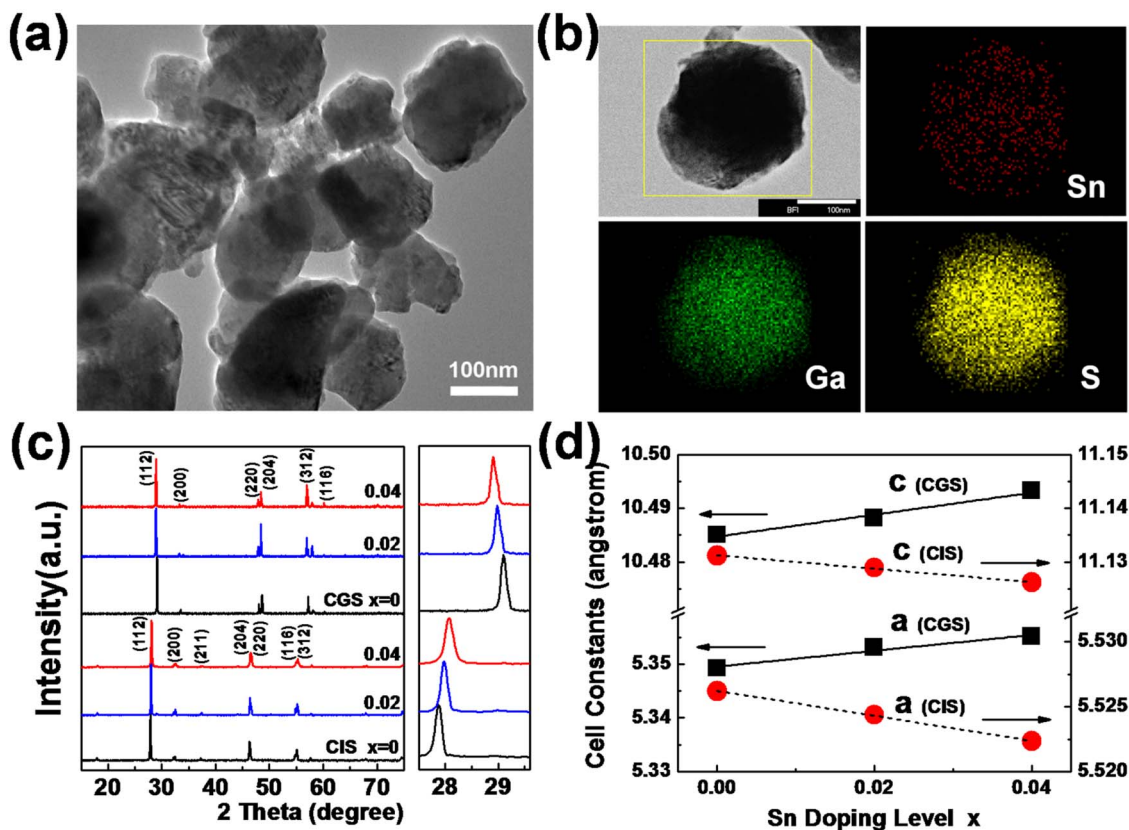 (a)
100nm
(b)
BFI 100nm
Sn
Ga
S
(c)
Intensity(a.u.)
(112)
(200)
(220)
(204)
(312)
(116)
0.04
0.02
CGS x=0
(112)
(200)
(211)
(204)
(220)
(116)
(312)
0.04
0.02
CIS x=0
20 30 40 50 60 70
28 29
2 Theta (degree)
(d)
Cell Constants (angstrom)
10.50
10.49
10.48
5.35
5.34
5.33
11.15
11.14
11.13
5.530
5.525
5.520
c (CGS)
c (CIS)
a (CGS)
a (CIS)
0.00 0.02 0.04
Sn Doping Level x